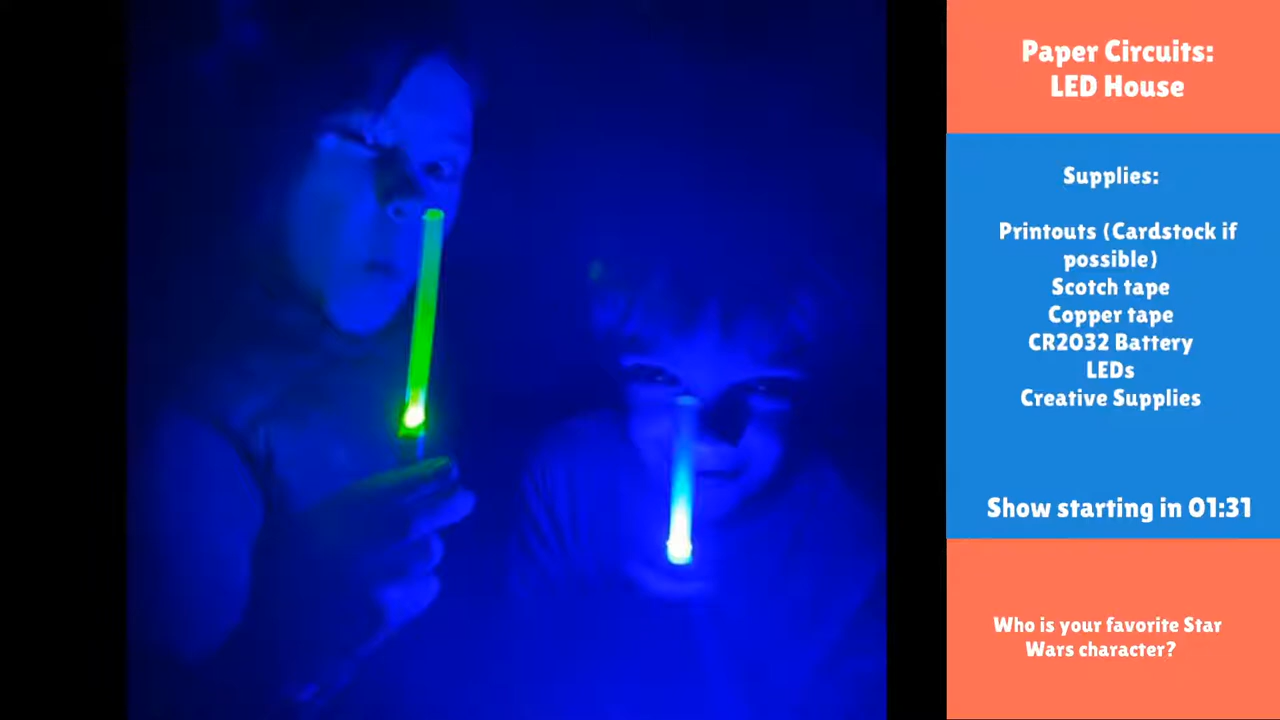 Paper Circuits:
LED House
Supplies:
Printouts (Cardstock if
possible)
Scotch tape
Copper tape
CR2032 Battery
LEDs
Creative Supplies
Show starting in 01:31
Who is your favorite Star
Wars character?